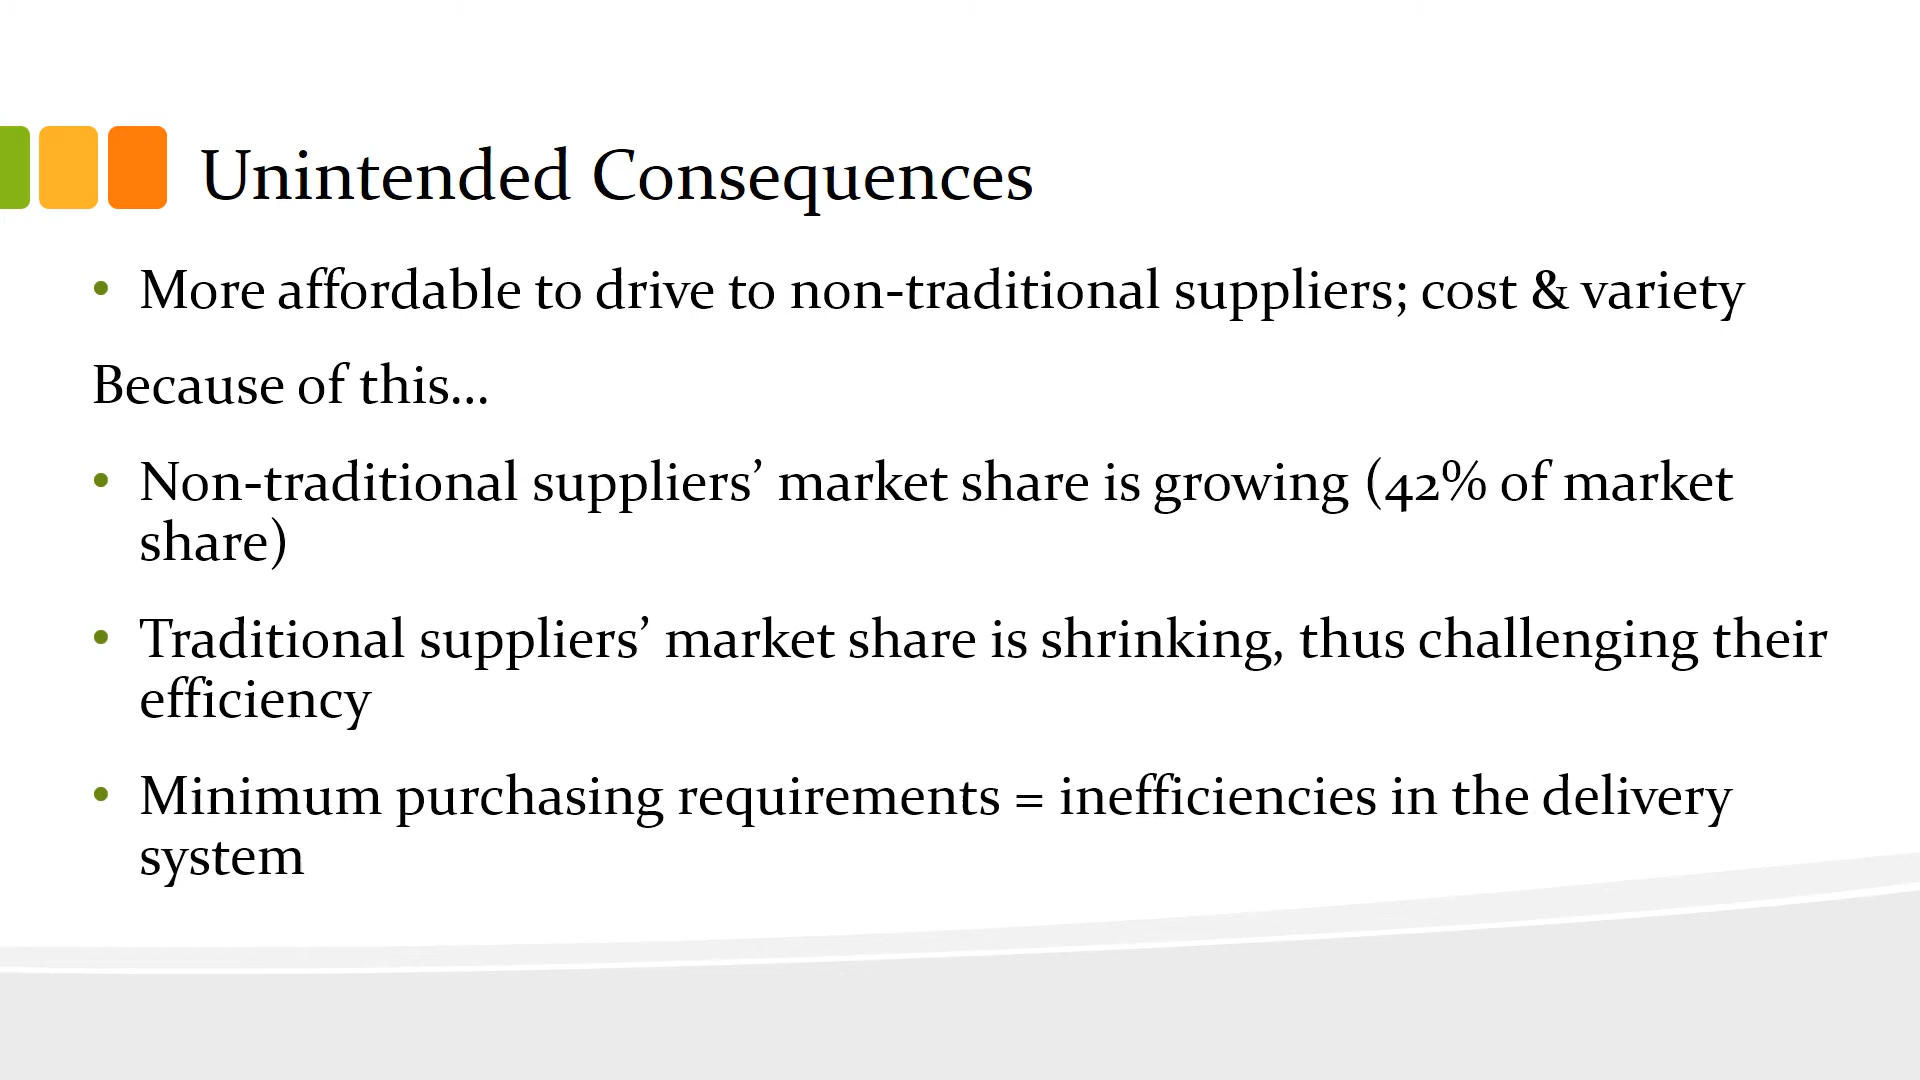 Unintended Consequences
• More affordable to drive to non-traditional suppliers; cost & variety
Because of this...
• Non-traditional suppliers’ market share is growing (42% of market
share)
• Traditional suppliers’ market share is shrinking, thus challenging their
efficiency
• Minimum purchasing requirements = inefficiencies in the delivery
system